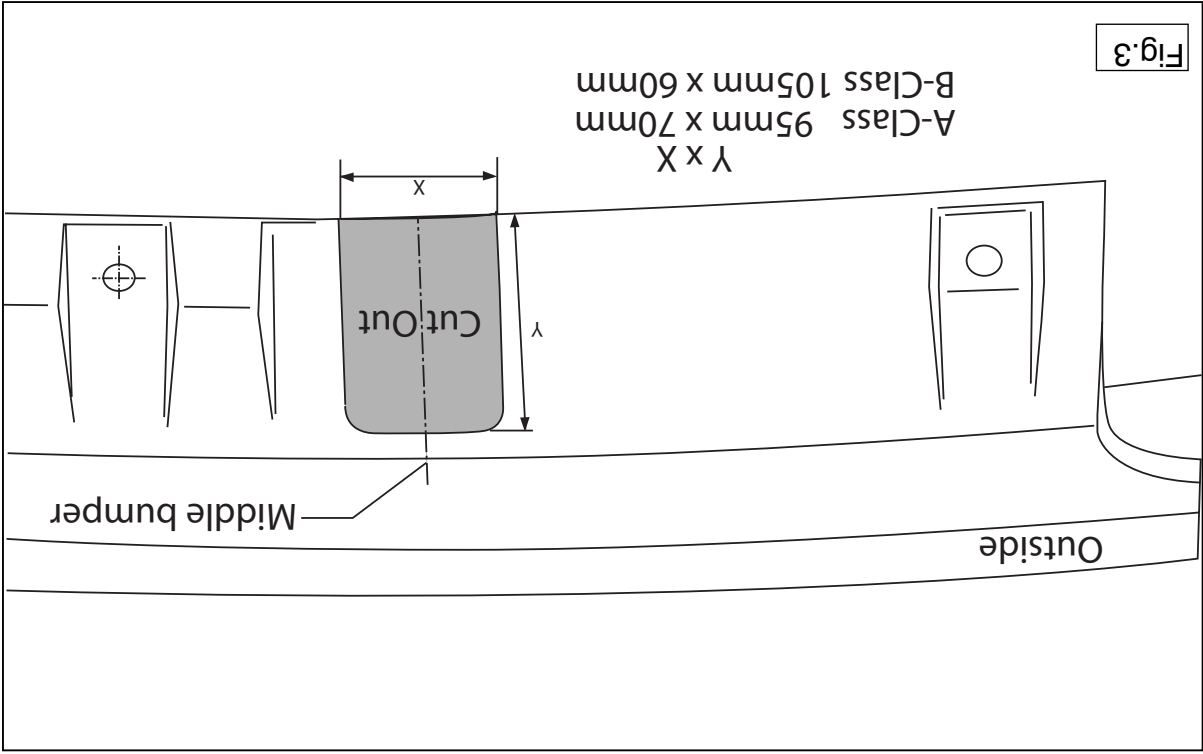 Outside
Middle bumper
Cut Out
Y
X
Y x X
A-Class 95mm x 70mm
B-Class 105mm x 60mm
Fig.3